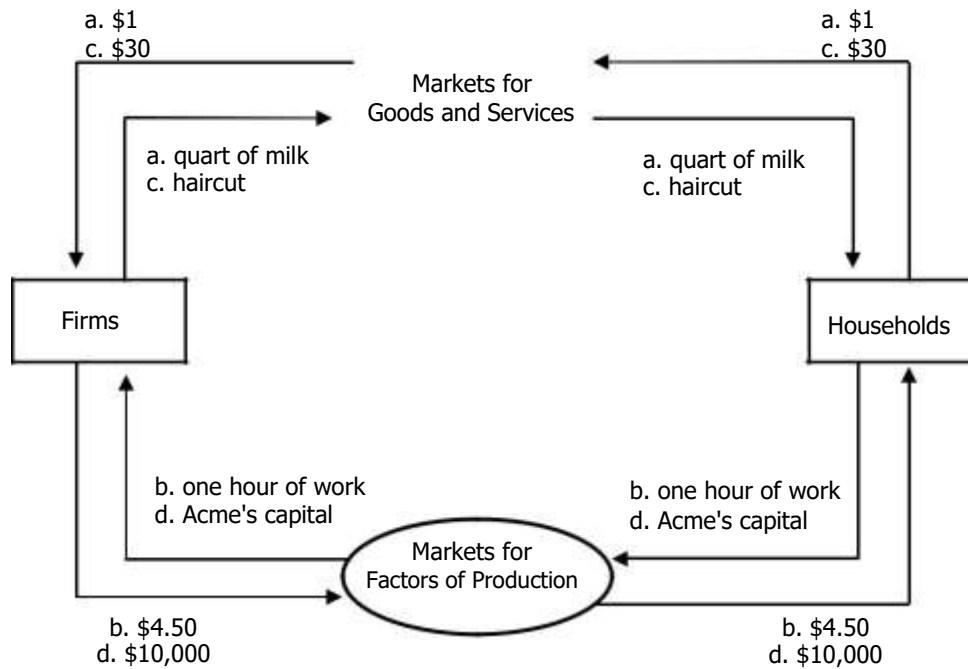 a. $1
c. $30
a. $1
c. $30
Markets for
Goods and Services
a. quart of milk
c. haircut
a. quart of milk
c. haircut
Firms
Households
b. one hour of work
d. Acme's capital
b. one hour of work
d. Acme's capital
Markets for
Factors of Production
b. $4.50
d. $10,000
b. $4.50
d. $10,000